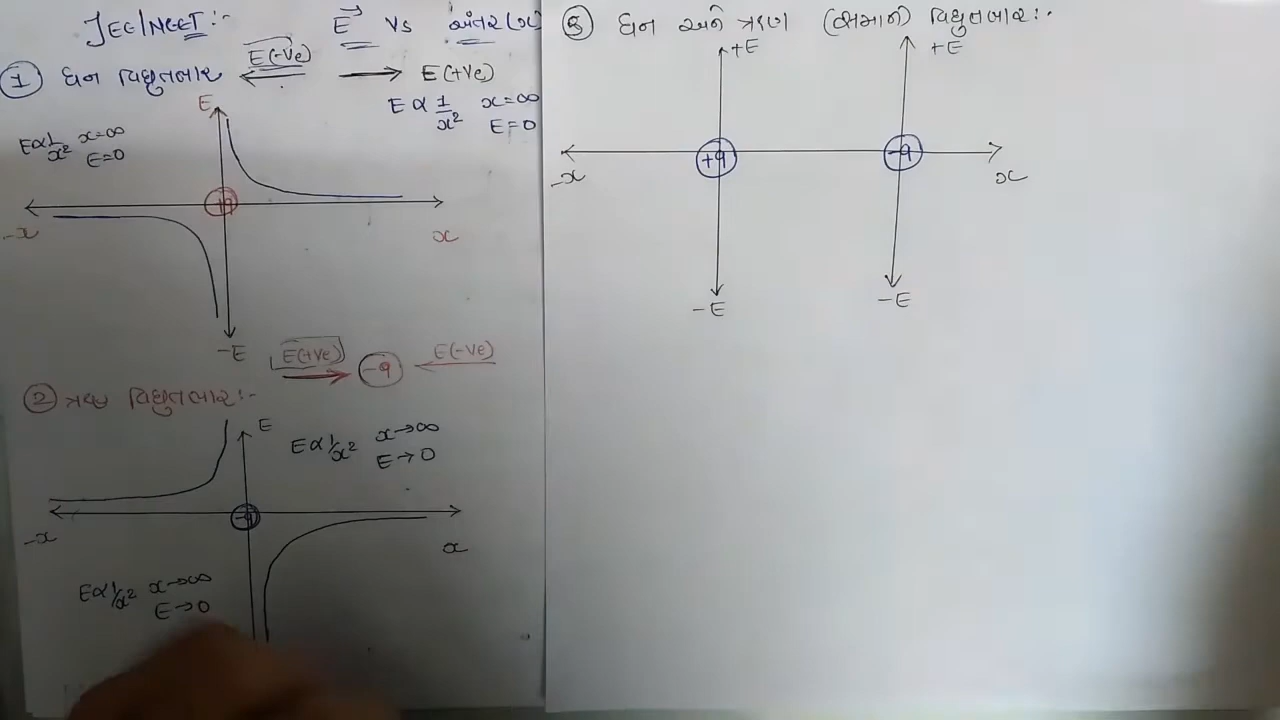 JEE/NEET:- E⃗ Vs અંતર (x)
① ધન વિદ્યુતભાર E(-Ve) ← → E(+Ve)
E∝1/x² x=∞
E=0
E
E∝1/x² x=∞
E=0
+q
-x x
-E
E(+Ve) → -q ← E(-Ve)
② ઋણ વિદ્યુતભાર:-
E
E∝1/x² x→∞
E→0
-q
-x x
E∝1/x² x→∞
E→0
③ ધન અને ઋણ (સમાન) વિદ્યુતભાર:-
+E +E
+q -q
-x x
-E -E